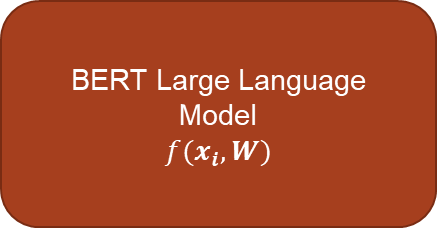 BERT Large Language
Model
f(xᵢ, W)